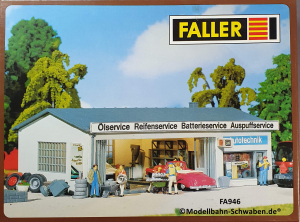 FALLER
Ölservice Reifenservice Batterieservice Auspuffservice
Autotechnik
FA946
©Modellbahn-Schwaben.de®